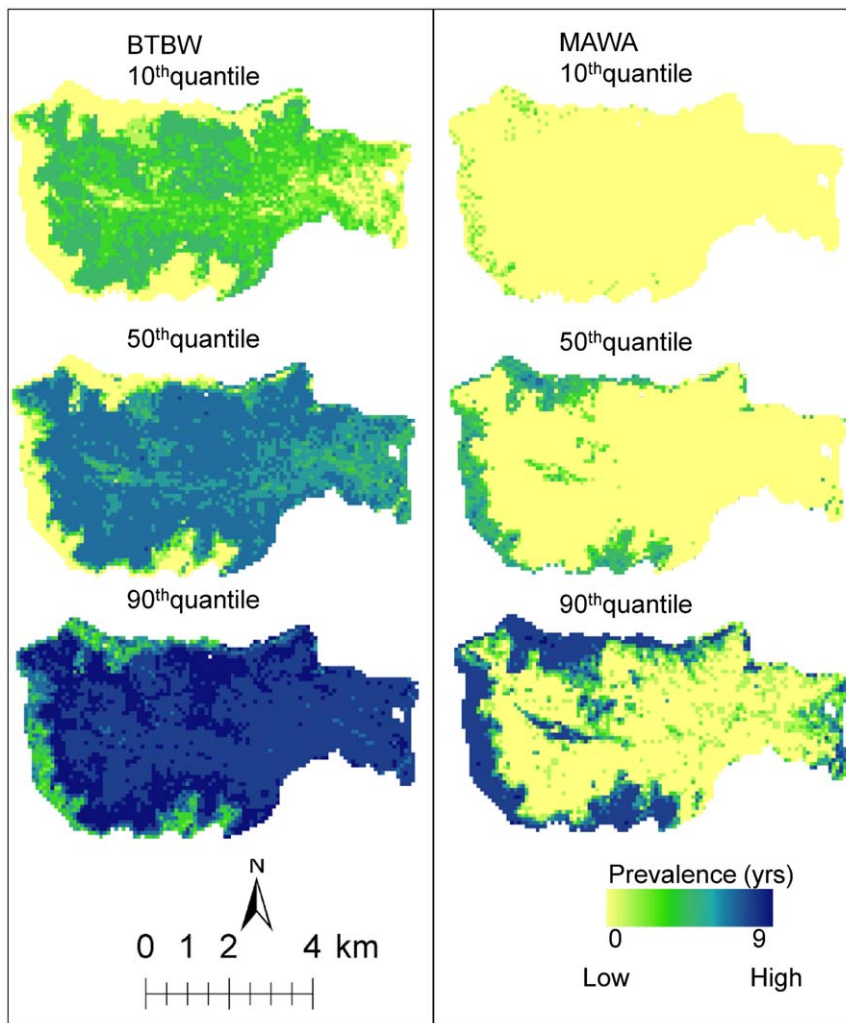 BTBW
10thquantile
50thquantile
90thquantile
N
0 1 2 4 km
MAWA
10thquantile
50thquantile
90thquantile
Prevalence (yrs)
0 9
Low High